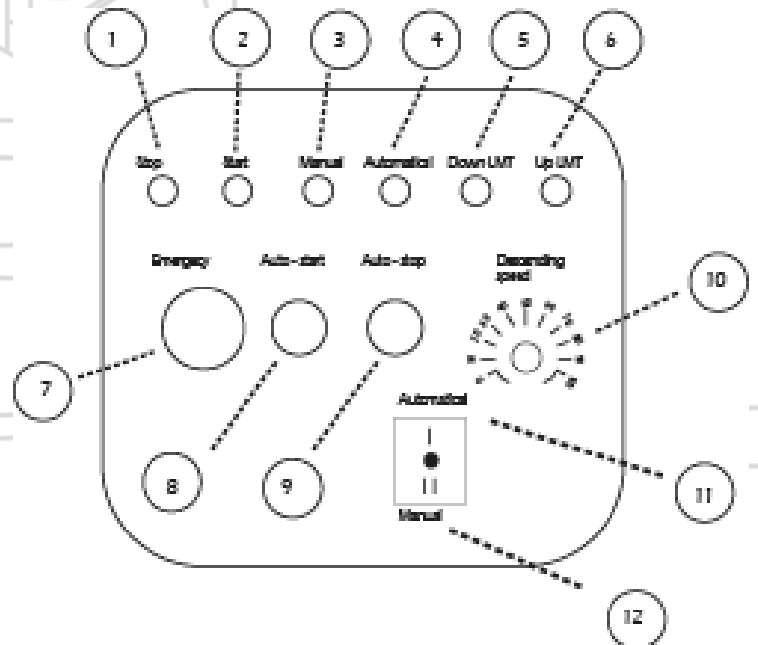 1 2 3 4 5 6
Stop Start Manual Automatical Down LMT Up LMT
Emergacy Auto-start Auto-stop Descending
speed
10
7
Automatical
I
II
8 9 11
Manual
12